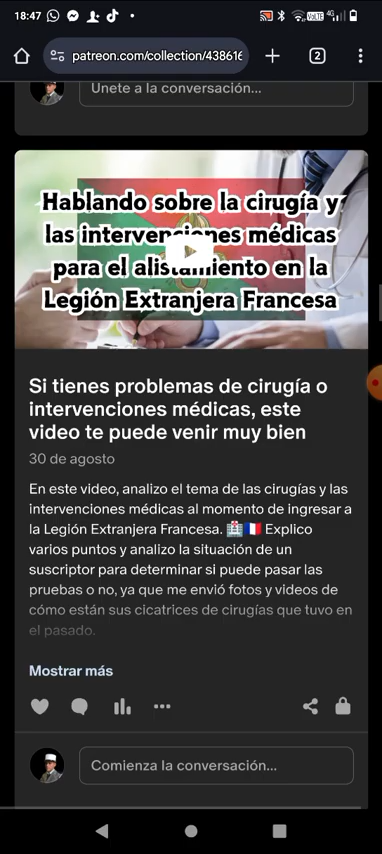 18:47
VoLTE 4G
patreon.com/collection/438616
2
Únete a la conversación...
Hablando sobre la cirugía y
las intervenciones médicas
para el alistamiento en la
Legión Extranjera Francesa
Si tienes problemas de cirugía o
intervenciones médicas, este
video te puede venir muy bien
30 de agosto
En este video, analizo el tema de las cirugías y las
intervenciones médicas al momento de ingresar a
la Legión Extranjera Francesa. 🏥🇫🇷 Explico
varios puntos y analizo la situación de un
suscriptor para determinar si puede pasar las
pruebas o no, ya que me envió fotos y videos de
cómo están sus cicatrices de cirugías que tuvo en
el pasado.
Mostrar más
Comienza la conversación...